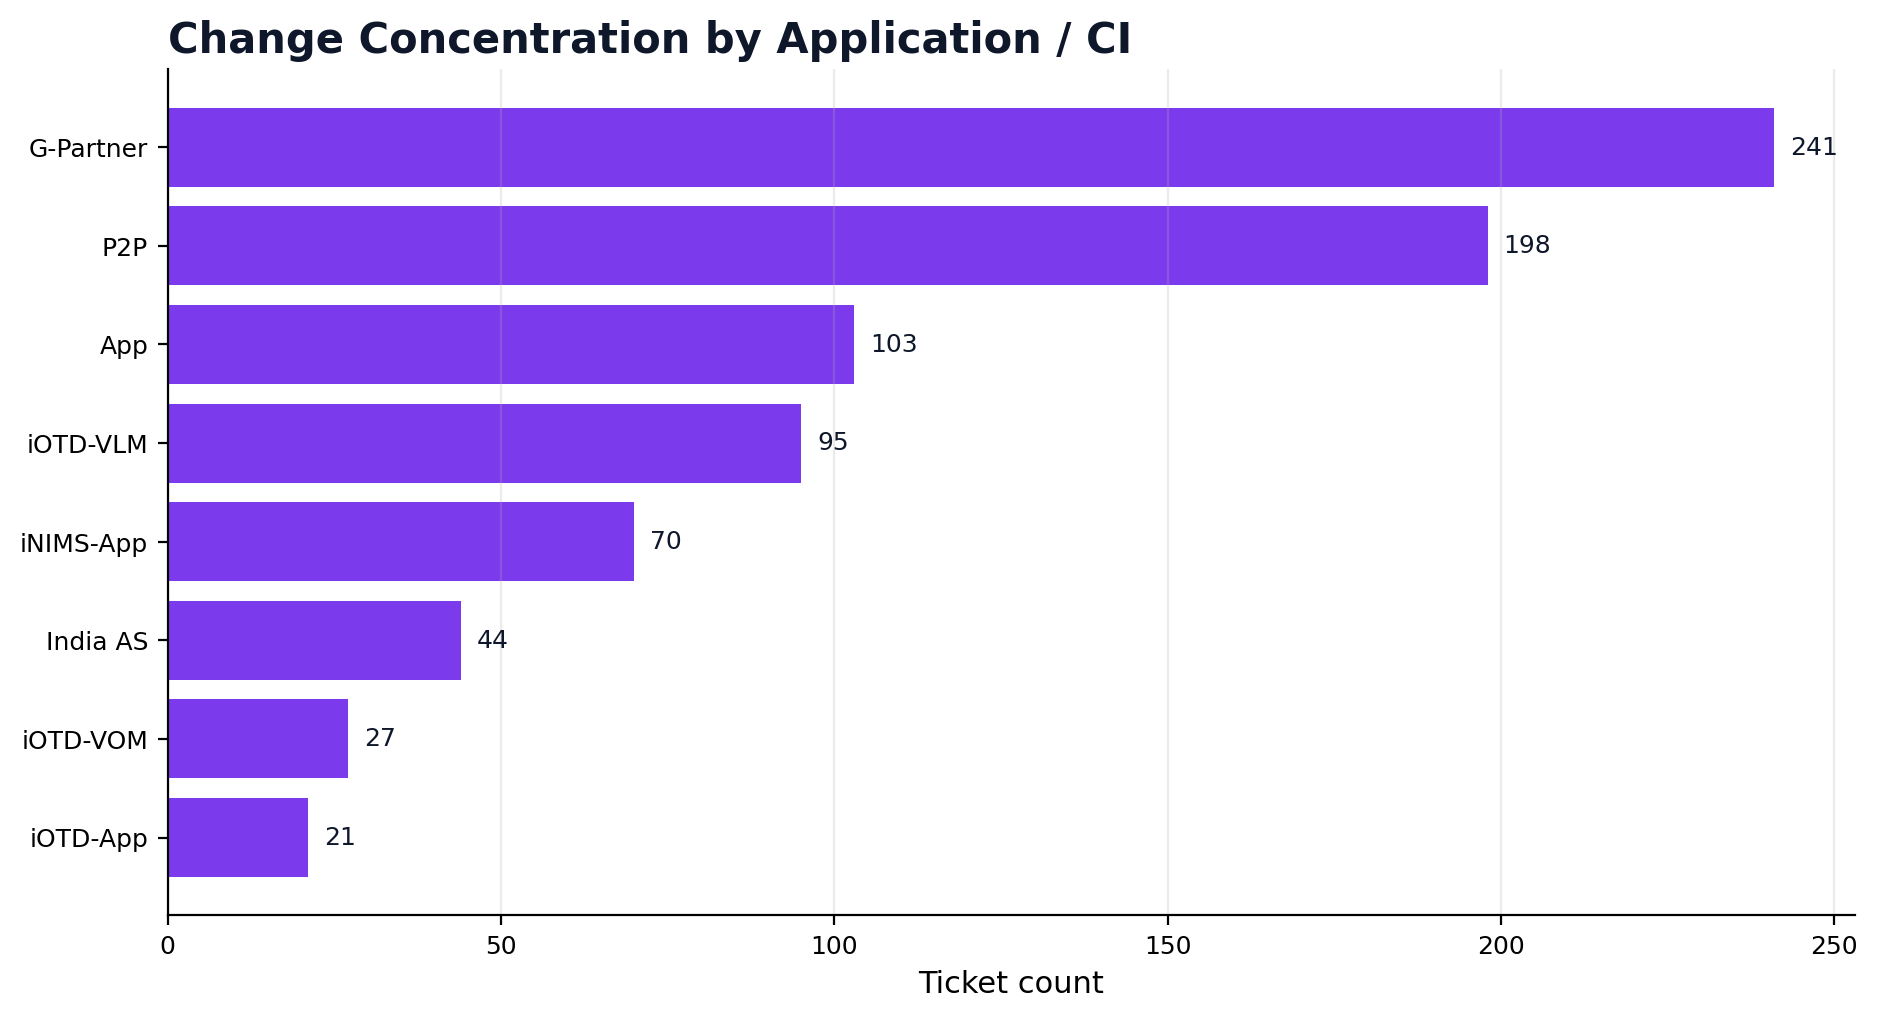 Change Concentration by Application / CI
G-Partner 241
P2P 198
App 103
iOTD-VLM 95
iNIMS-App 70
India AS 44
iOTD-VOM 27
iOTD-App 21
0 50 100 150 200 250
Ticket count